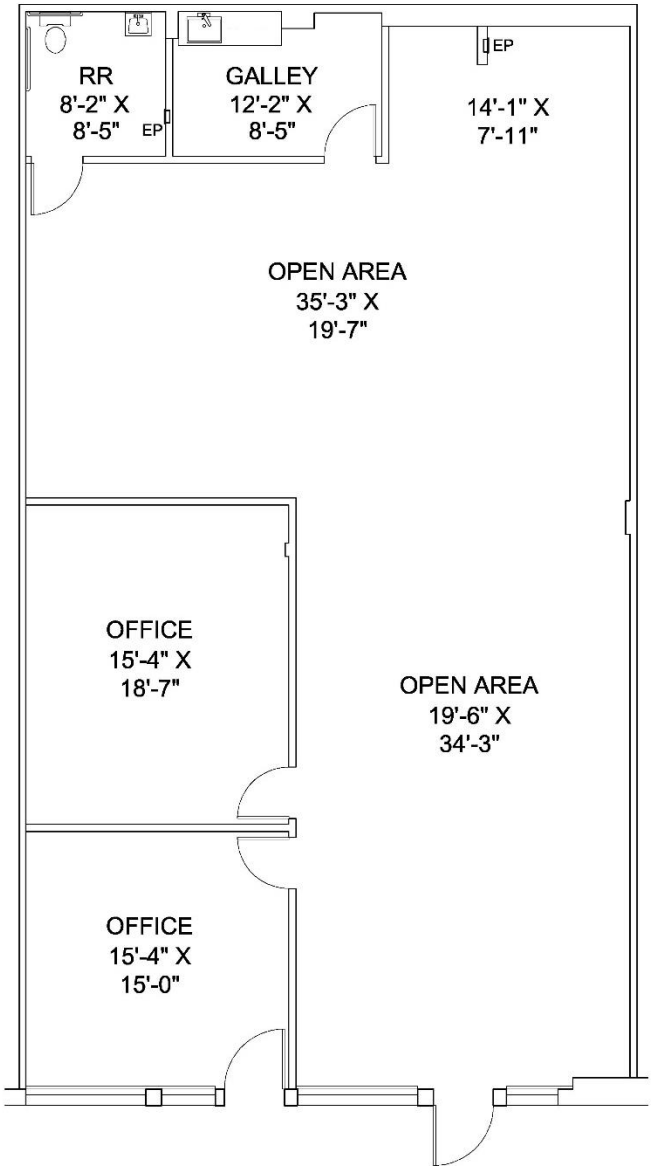 RR
8'-2" X
8'-5"
EP
GALLEY
12'-2" X
8'-5"
EP
14'-1" X
7'-11"
OPEN AREA
35'-3" X
19'-7"
OFFICE
15'-4" X
18'-7"
OPEN AREA
19'-6" X
34'-3"
OFFICE
15'-4" X
15'-0"